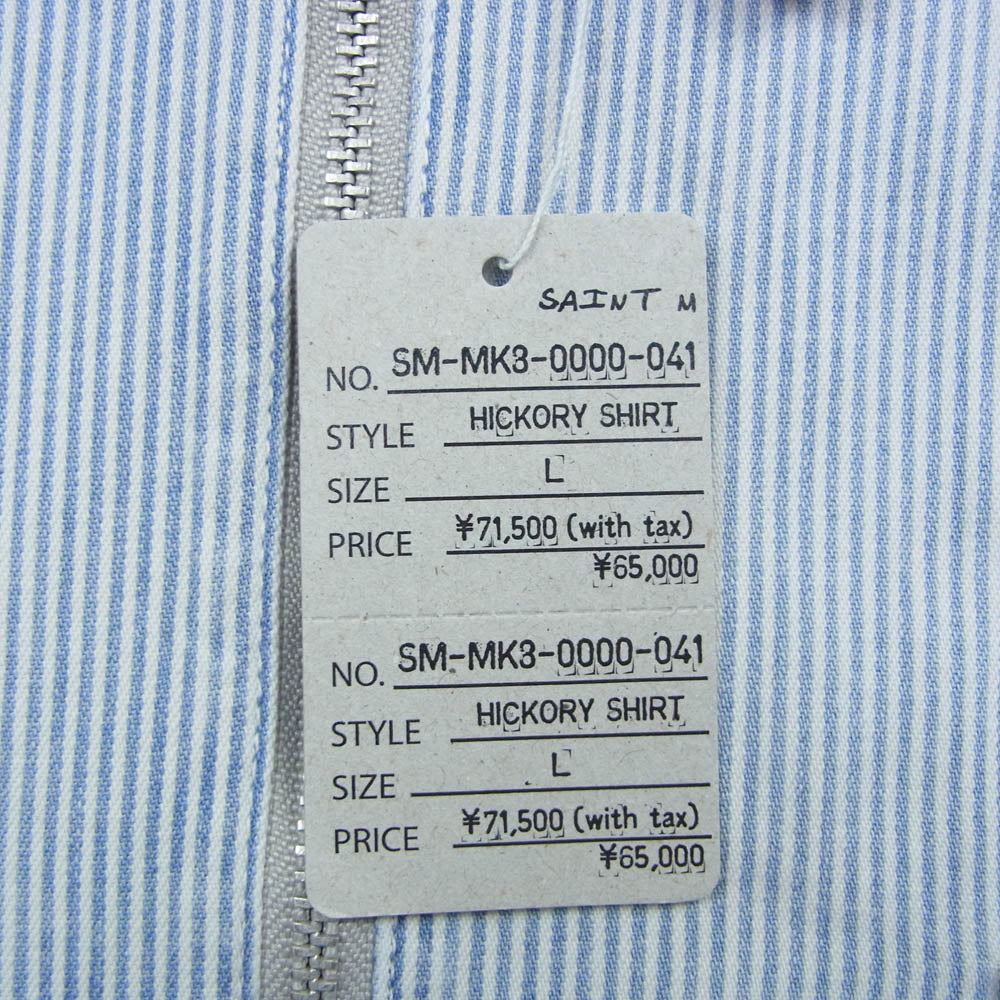 SAINT M
NO. SM-MK3-0000-041
STYLE HICKORY SHIRT
SIZE L
PRICE ¥71,500 (with tax)
¥65,000
NO. SM-MK3-0000-041
STYLE HICKORY SHIRT
SIZE L
PRICE ¥71,500 (with tax)
¥65,000